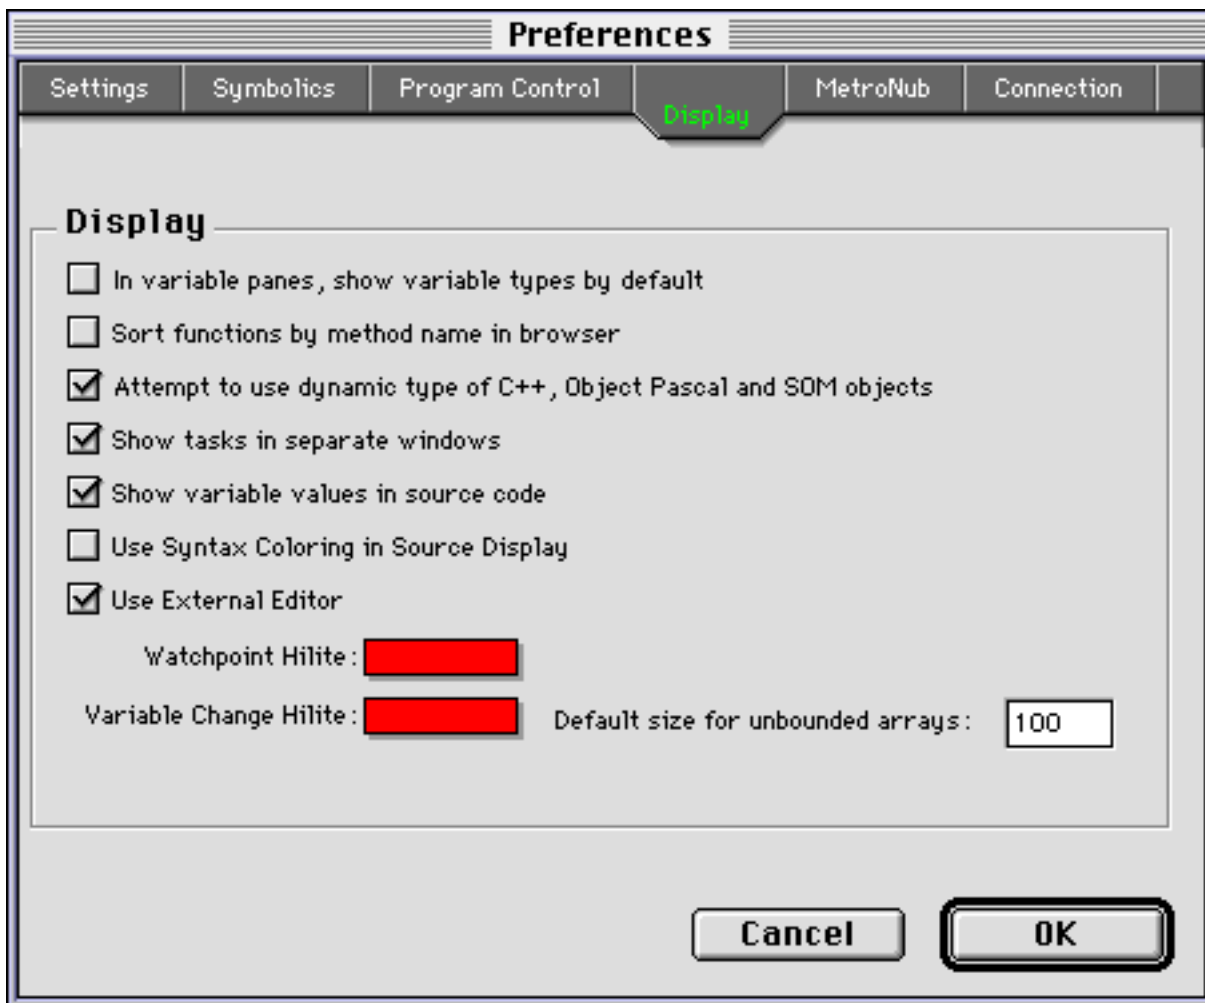 Preferences
Settings Symbolics Program Control Display MetroNub Connection
Display
In variable panes, show variable types by default
Sort functions by method name in browser
Attempt to use dynamic type of C++, Object Pascal and SOM objects
Show tasks in separate windows
Show variable values in source code
Use Syntax Coloring in Source Display
Use External Editor
Watchpoint Hilite:
Variable Change Hilite: Default size for unbounded arrays: 100
Cancel OK